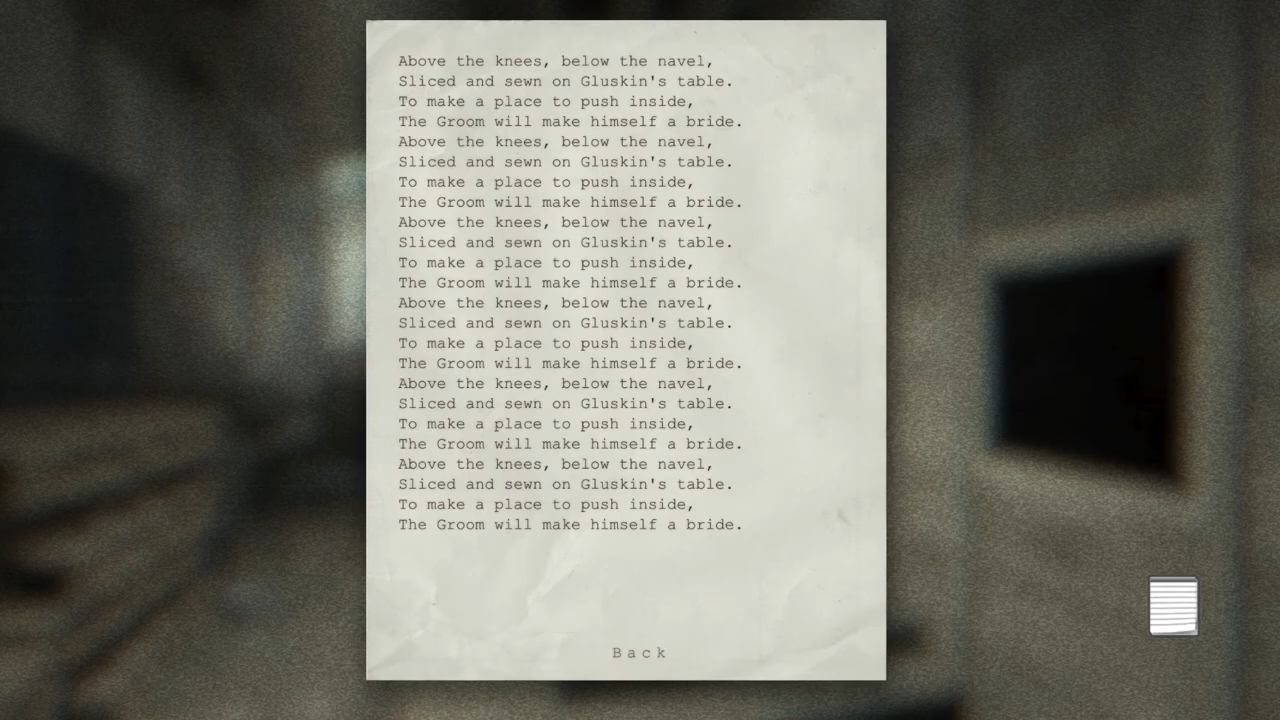 Above the knees, below the navel,
Sliced and sewn on Gluskin's table.
To make a place to push inside,
The Groom will make himself a bride.
Above the knees, below the navel,
Sliced and sewn on Gluskin's table.
To make a place to push inside,
The Groom will make himself a bride.
Above the knees, below the navel,
Sliced and sewn on Gluskin's table.
To make a place to push inside,
The Groom will make himself a bride.
Above the knees, below the navel,
Sliced and sewn on Gluskin's table.
To make a place to push inside,
The Groom will make himself a bride.
Above the knees, below the navel,
Sliced and sewn on Gluskin's table.
To make a place to push inside,
The Groom will make himself a bride.
Above the knees, below the navel,
Sliced and sewn on Gluskin's table.
To make a place to push inside,
The Groom will make himself a bride.
Back